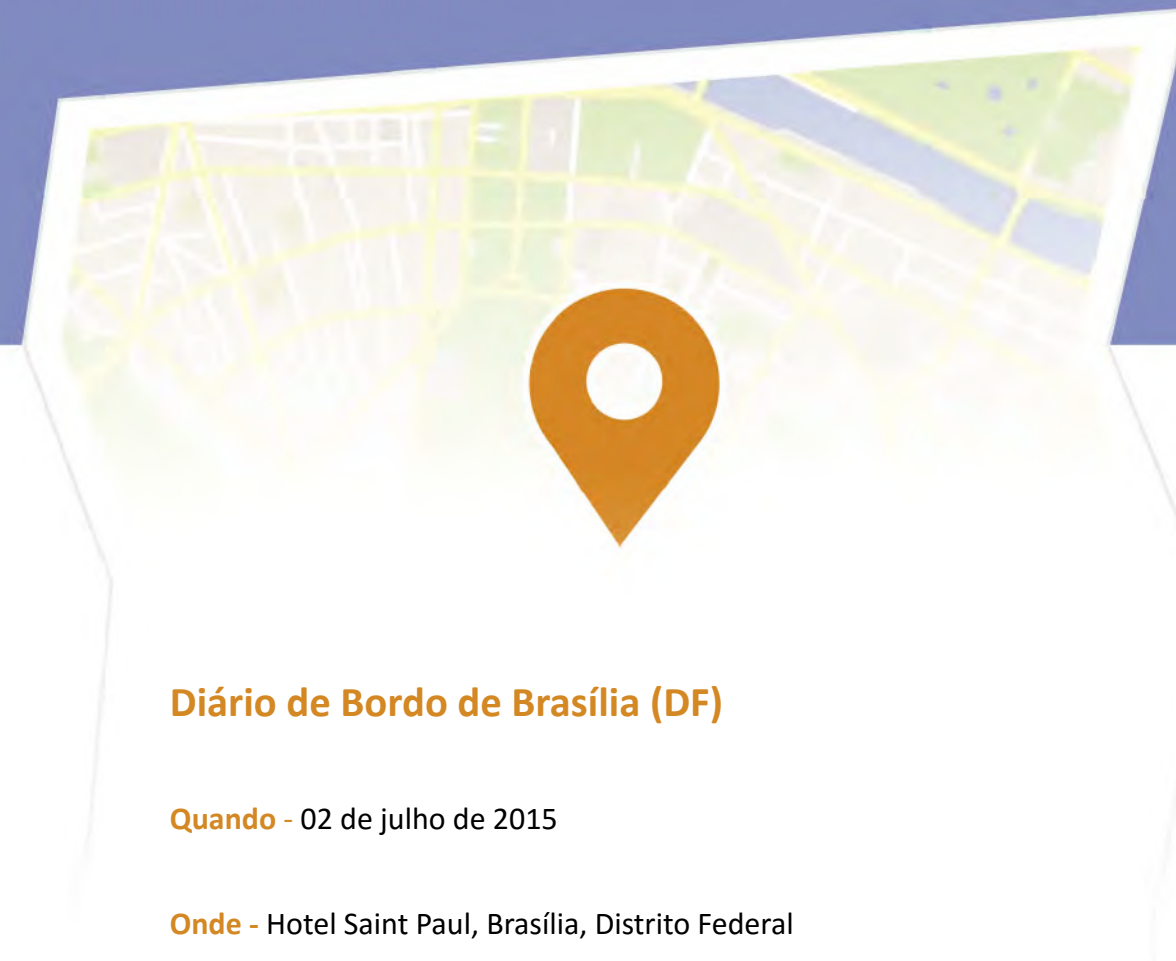 Diário de Bordo de Brasília (DF)
Quando - 02 de julho de 2015
Onde - Hotel Saint Paul, Brasília, Distrito Federal